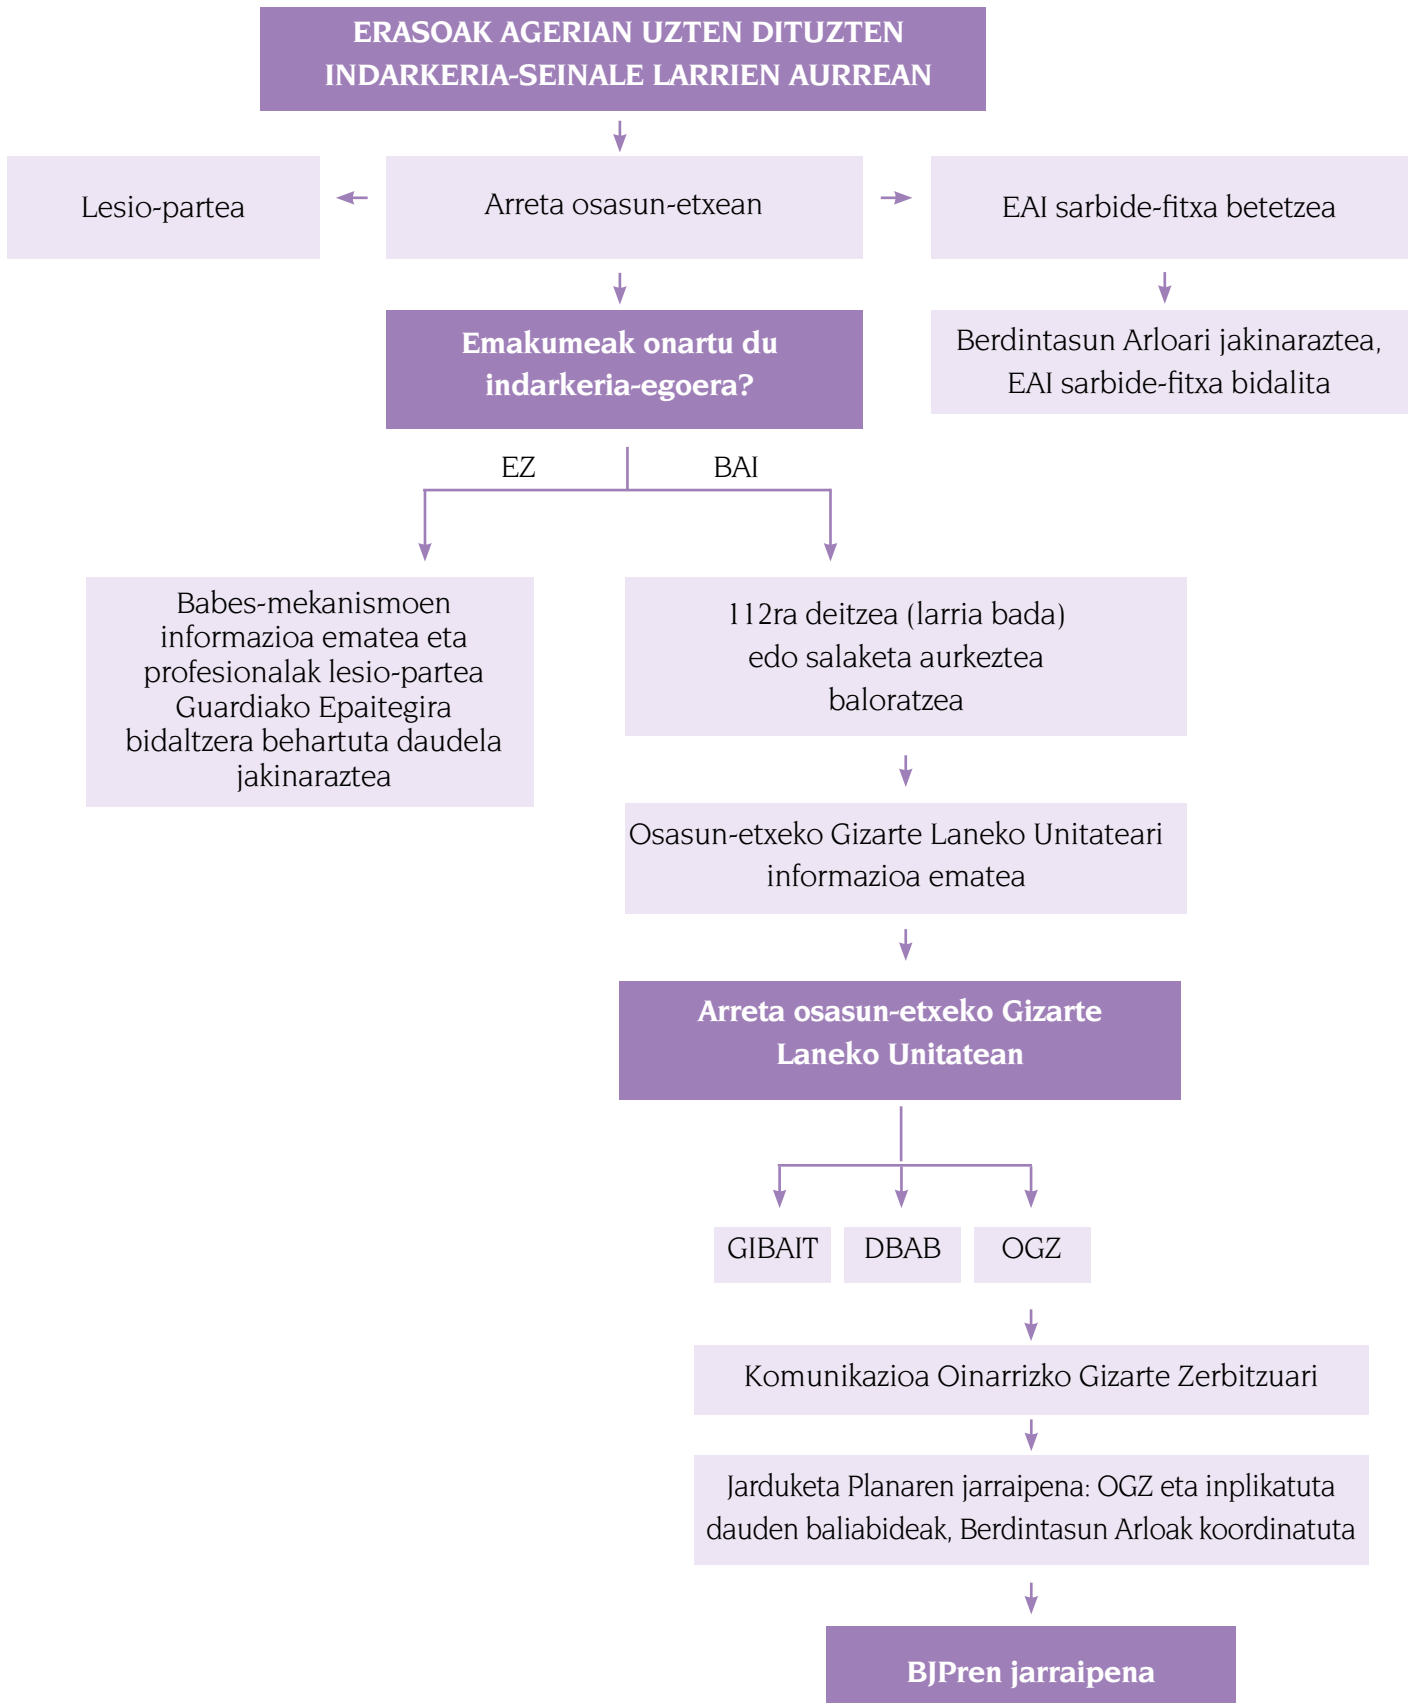 ERASOAK AGERIAN UZTEN DITUZTEN
INDARKERIA-SEINALE LARRIEN AURREAN
Lesio-partea
Arreta osasun-etxean
EAI sarbide-fitxa betetzea
Emakumeak onartu du
indarkeria-egoera?
Berdintasun Arloari jakinaraztea,
EAI sarbide-fitxa bidalita
EZ
BAI
Babes-mekanismoen
informazioa ematea eta
profesionalak lesio-partea
Guardiako Epaitegira
bidaltzera behartuta daudela
jakinaraztea
112ra deitzea (larria bada)
edo salaketa aurkeztea
baloratzea
Osasun-etxeko Gizarte Laneko Unitateari
informazioa ematea
Arreta osasun-etxeko Gizarte
Laneko Unitatean
GIBAIT
DBAB
OGZ
Komunikazioa Oinarrizko Gizarte Zerbitzuari
Jarduketa Planaren jarraipena: OGZ eta inplikatuta
dauden baliabideak, Berdintasun Arloak koordinatuta
BJPren jarraipena